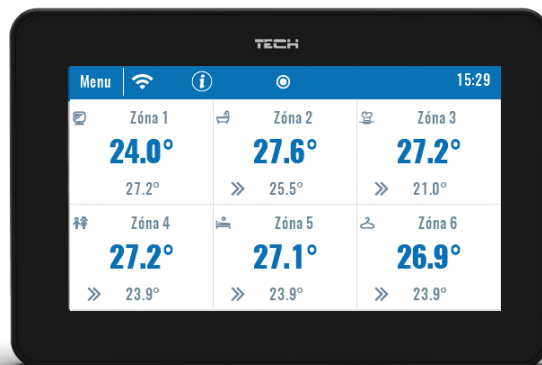 TECH
Menu 15:29
Zóna 1 Zóna 2 Zóna 3
24.0° 27.6° 27.2°
27.2° 25.5° 21.0°
Zóna 4 Zóna 5 Zóna 6
27.2° 27.1° 26.9°
23.9° 23.9° 23.9°